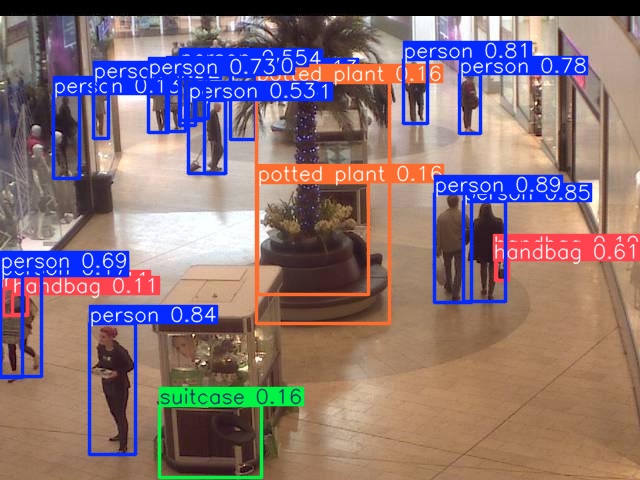 person 0.81
person 0.78
person 0.73
potted plant 0.16
person 0.13
person 0.531
potted plant 0.16
person 0.89
person 0.85
handbag 0.61
person 0.69
handbag 0.11
person 0.84
suitcase 0.16